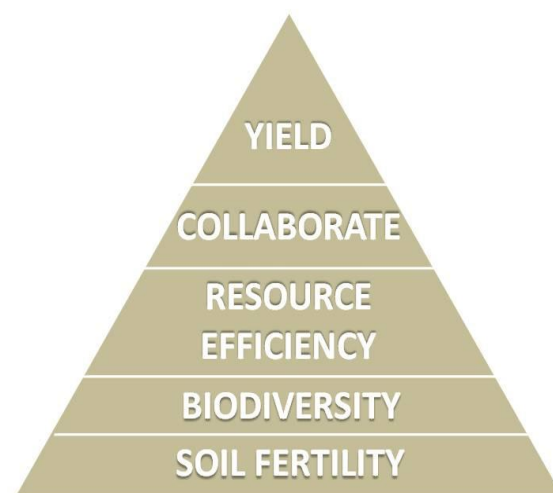 YIELD
COLLABORATE
RESOURCE
EFFICIENCY
BIODIVERSITY
SOIL FERTILITY